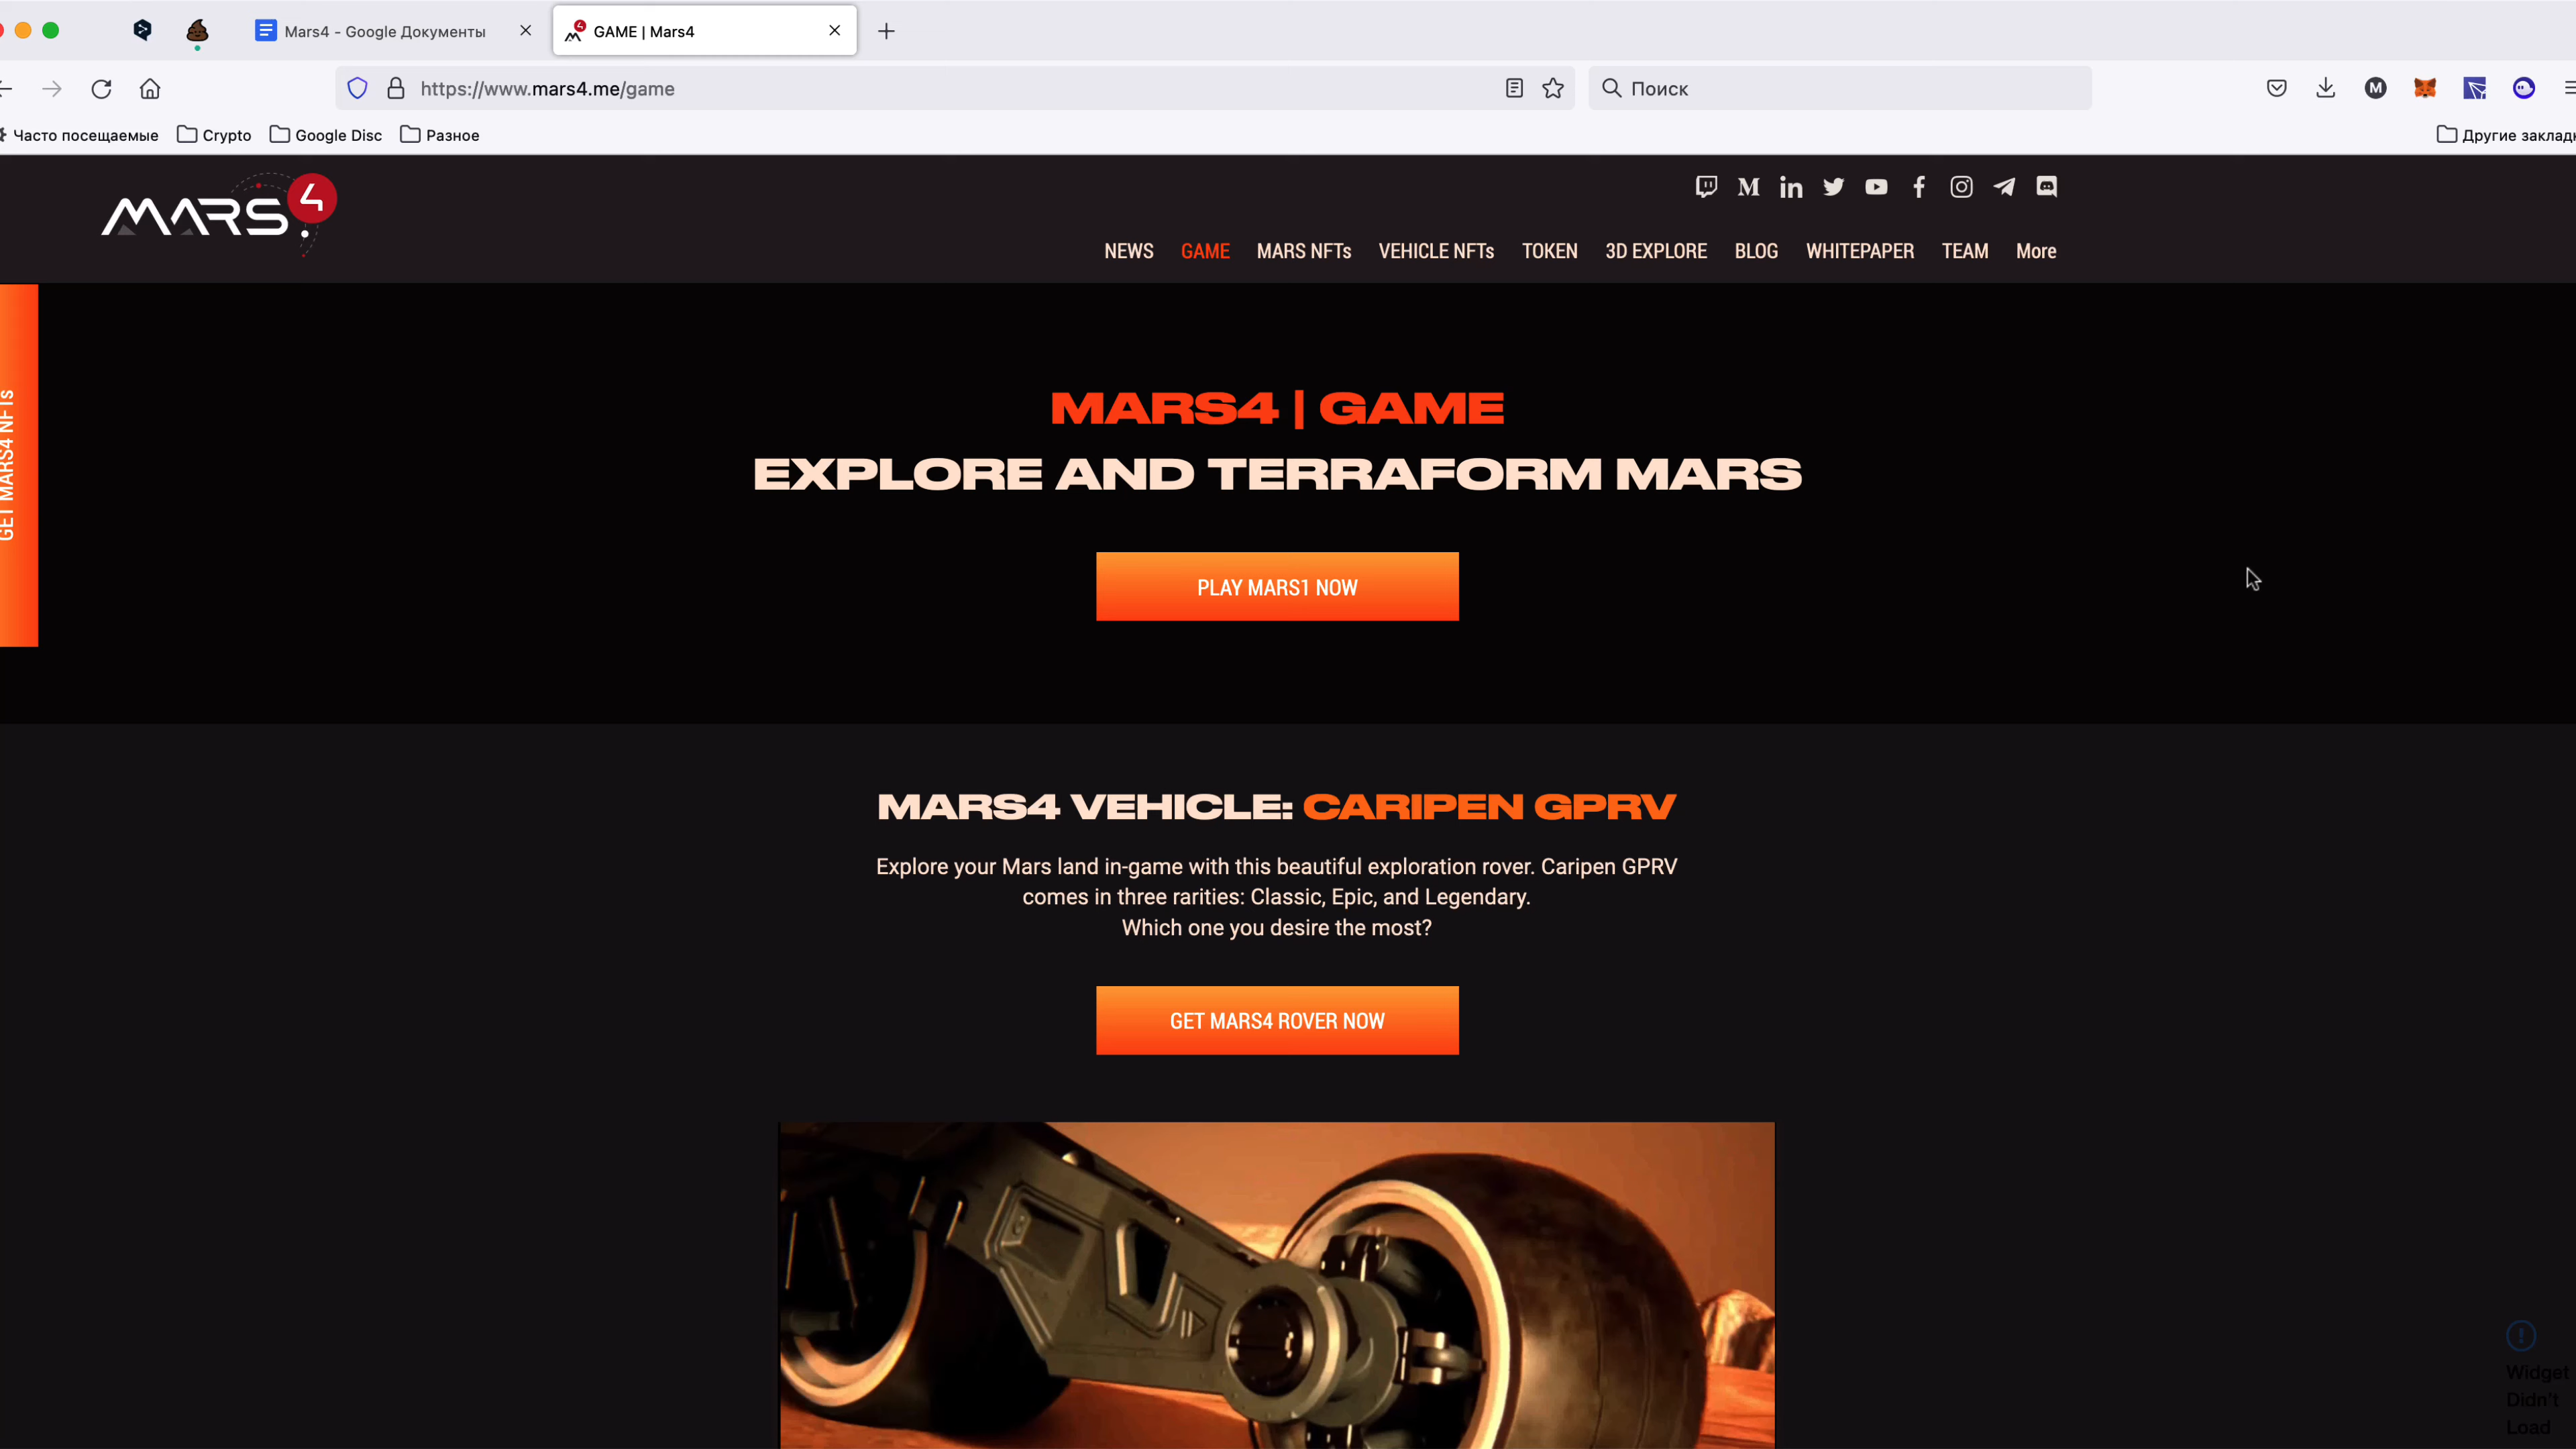 Mars4 - Google Документы
GAME | Mars4
https://www.mars4.me/game
Поиск
Часто посещаемые
Crypto
Google Disc
Разное
Другие заклад
MARS 4
NEWS GAME MARS NFTs VEHICLE NFTs TOKEN 3D EXPLORE BLOG WHITEPAPER TEAM More
GET MARS4 NFTs
MARS4 | GAME
EXPLORE AND TERRAFORM MARS
PLAY MARS1 NOW
MARS4 VEHICLE: CARIPEN GPRV
Explore your Mars land in-game with this beautiful exploration rover. Caripen GPRV
comes in three rarities: Classic, Epic, and Legendary.
Which one you desire the most?
GET MARS4 ROVER NOW
Widget
Didn't
Load